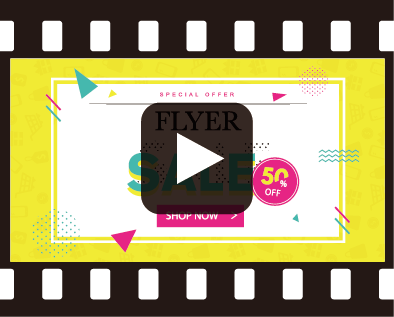 SPECIAL OFFER
FLYER
SALE
50%
OFF
SHOP NOW >